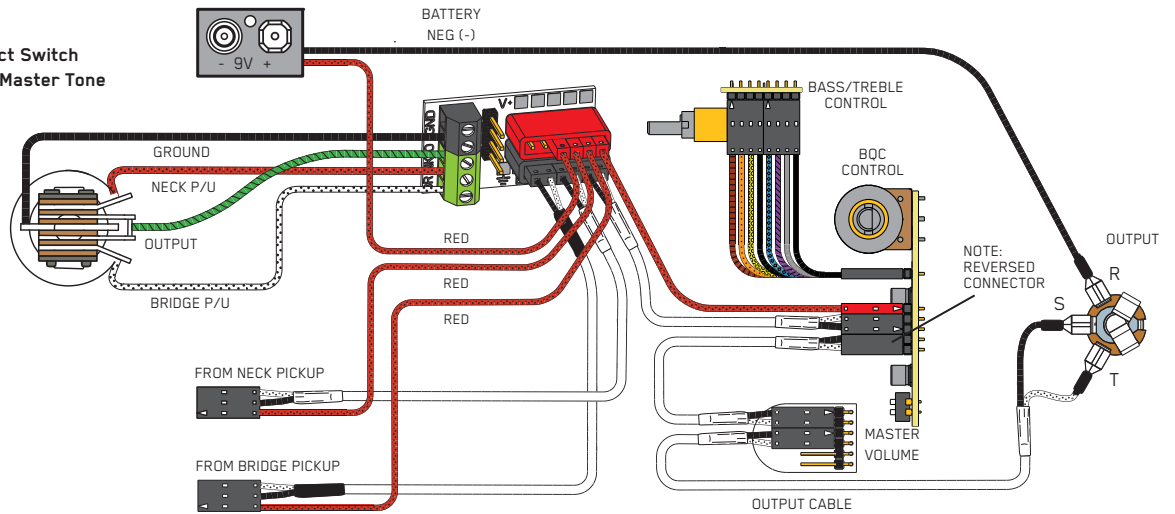 BATTERY
NEG (-)
ct Switch
Master Tone
- 9V +
V+
GND
BASS/TREBLE
CONTROL
GROUND
NECK P/U
BQC
CONTROL
OUTPUT
BRIDGE P/U
RED
RED
RED
NOTE:
REVERSED
CONNECTOR
OUTPUT
R
S
T
FROM NECK PICKUP
MASTER
VOLUME
FROM BRIDGE PICKUP
OUTPUT CABLE